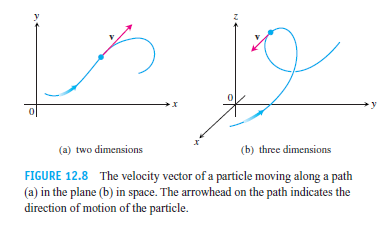 y
v
x
0
(a) two dimensions
z
v
0
y
x
(b) three dimensions
FIGURE 12.8 The velocity vector of a particle moving along a path
(a) in the plane (b) in space. The arrowhead on the path indicates the
direction of motion of the particle.